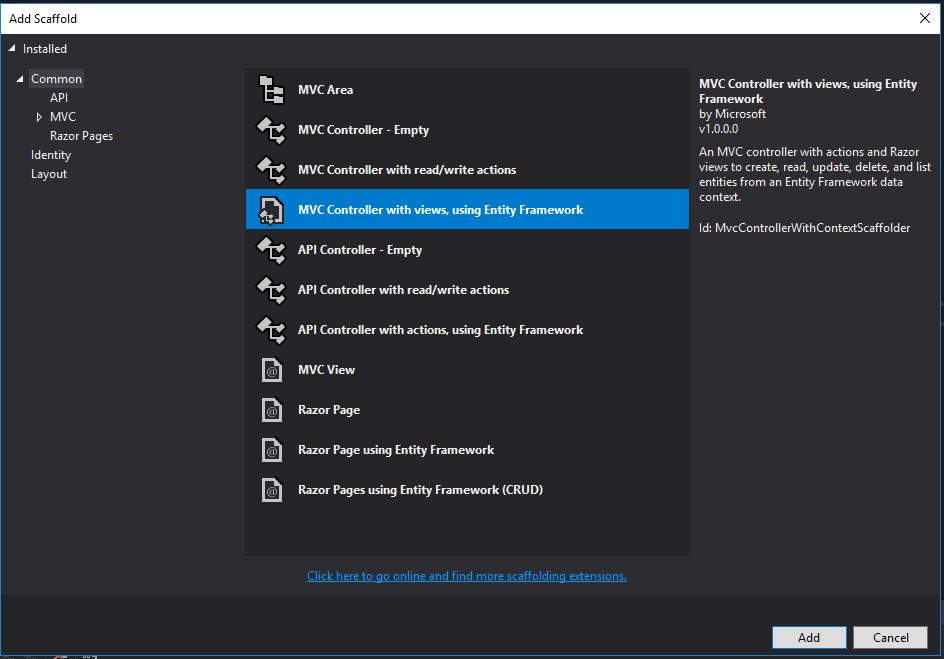 Add Scaffold
Installed
Common
API
MVC
Razor Pages
Identity
Layout
MVC Area
MVC Controller - Empty
MVC Controller with read/write actions
MVC Controller with views, using Entity Framework
API Controller - Empty
API Controller with read/write actions
API Controller with actions, using Entity Framework
MVC View
Razor Page
Razor Page using Entity Framework
Razor Pages using Entity Framework (CRUD)
Click here to go online and find more scaffolding extensions.
MVC Controller with views, using Entity
Framework
by Microsoft
v1.0.0.0
An MVC controller with actions and Razor
views to create, read, update, delete, and list
entities from an Entity Framework data
context.
Id: MvcControllerWithContextScaffolder
Add
Cancel